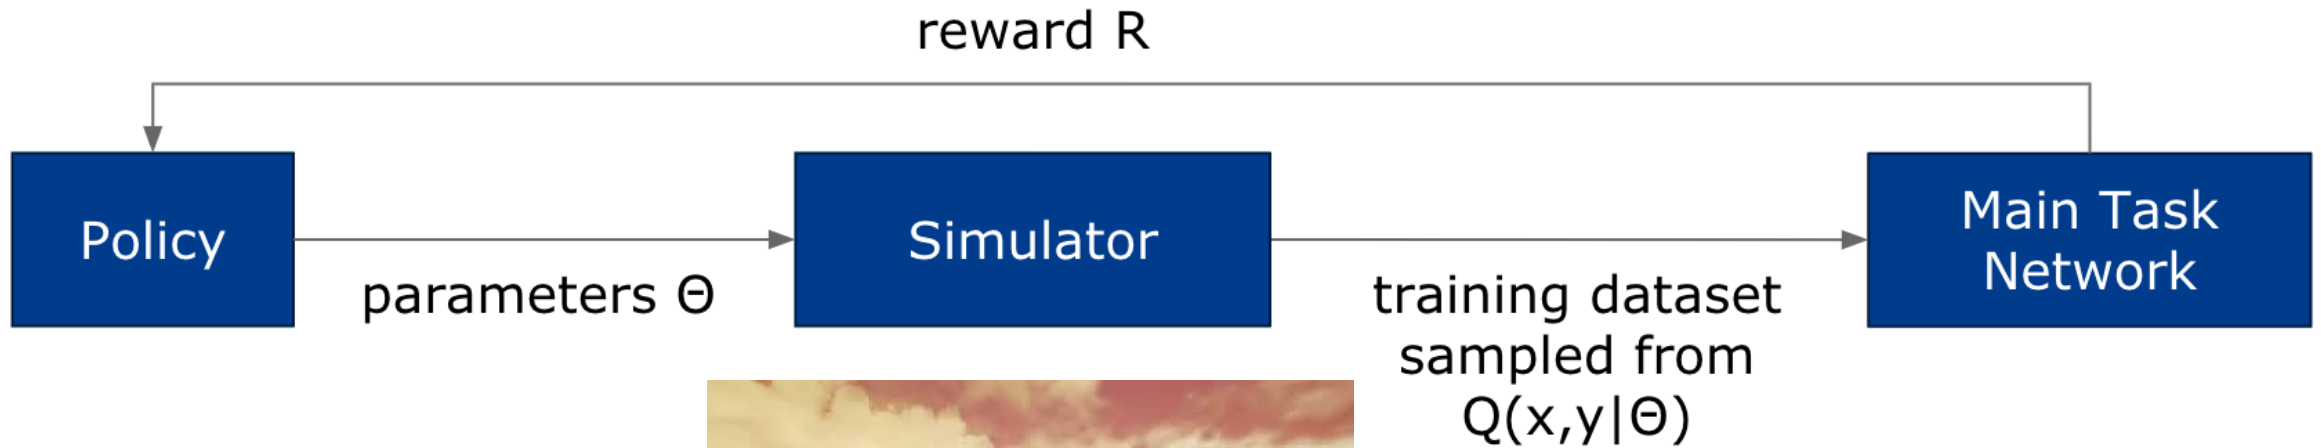 reward R
Policy
parameters Θ
Simulator
training dataset
sampled from
Q(x,y|Θ)
Main Task
Network